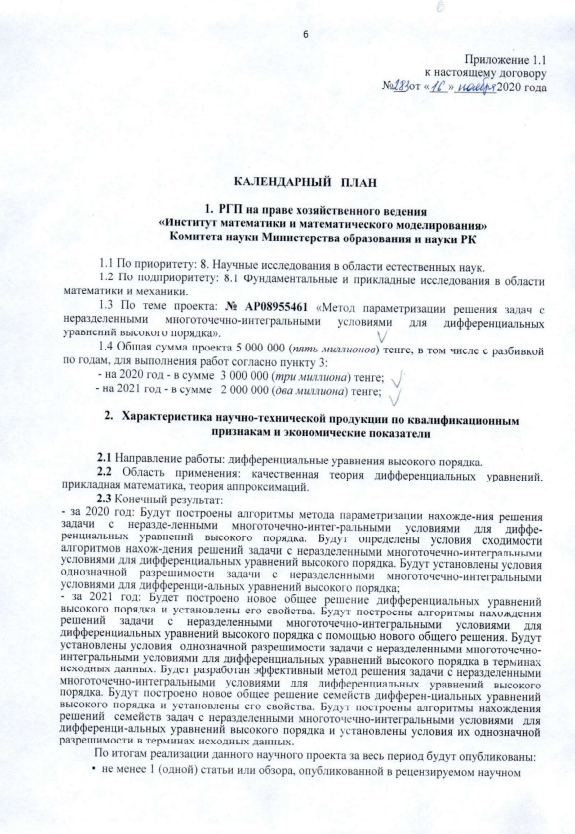 6
Приложение 1.1
к настоящему договору
№283от «16» ноября 2020 года
КАЛЕНДАРНЫЙ ПЛАН
1. РГП на праве хозяйственного ведения
«Институт математики и математического моделирования»
Комитета науки Министерства образования и науки РК
1.1 По приоритету: 8. Научные исследования в области естественных наук.
1.2 По подприоритету: 8.1 Фундаментальные и прикладные исследования в области
математики и механики.
1.3 По теме проекта: № АР08955461 «Метод параметризации решения задач с
неразделенными многоточечно-интегральными условиями для дифференциальных
уравнений высокого порядка».
1.4 Общая сумма проекта 5 000 000 (пять миллионов) тенге, в том числе с разбивкой
по годам, для выполнения работ согласно пункту 3:
- на 2020 год - в сумме 3 000 000 (три миллиона) тенге;
- на 2021 год - в сумме 2 000 000 (два миллиона) тенге;
2. Характеристика научно-технической продукции по квалификационным
признакам и экономические показатели
2.1 Направление работы: дифференциальные уравнения высокого порядка.
2.2 Область применения: качественная теория дифференциальных уравнений,
прикладная математика, теория аппроксимаций.
2.3 Конечный результат:
- за 2020 год: Будут построены алгоритмы метода параметризации нахожде-ния решения
задачи с неразде-ленными многоточечно-интег-ральными условиями для диффе-
ренциальных уравнений высокого порядка. Будут определены условия сходимости
алгоритмов нахож-дения решений задачи с неразделенными многоточечно-интегральными
условиями для дифференциальных уравнений высокого порядка. Будут установлены условия
однозначной разрешимости задачи с неразделенными многоточечно-интегральными
условиями для дифференци-альных уравнений высокого порядка;
- за 2021 год: Будет построено новое общее решение дифференциальных уравнений
высокого порядка и установлены его свойства. Будут построены алгоритмы нахождения
решений задачи с неразделенными многоточечно-интегральными условиями для
дифференциальных уравнений высокого порядка с помощью нового общего решения. Будут
установлены условия однозначной разрешимости задачи с неразделенными многоточечно-
интегральными условиями для дифференциальных уравнений высокого порядка в терминах
исходных данных. Будет разработан эффективный метод решения задачи с неразделенными
многоточечно-интегральными условиями для дифференциальных уравнений высокого
порядка. Будут построено новое общее решение семейств дифферен-циальных уравнений
высокого порядка и установлены его свойства. Будут построены алгоритмы нахождения
решений семейств задач с неразделенными многоточечно-интегральными условиями для
дифференци-альных уравнений высокого порядка и установлены условия их однозначной
разрешимости в терминах исходных данных.
По итогам реализации данного научного проекта за весь период будут опубликованы:
• не менее 1 (одной) статьи или обзора, опубликованной в рецензируемом научном